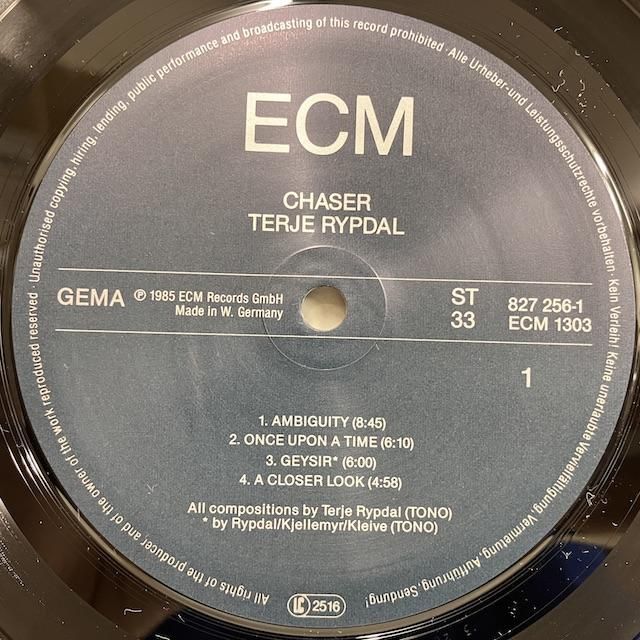 Unauthorised copying, hiring, lending, public performance and broadcasting of this record prohibited · Alle Urheber-und Leistungsschutzrechte vorbehalten · Kein Verleih! Keine unerlaubte Vervielfältigung, Vermietung, Aufführung, Sendung!
ECM
CHASER
TERJE RYPDAL
GEMA ℗ 1985 ECM Records GmbH
Made in W. Germany
ST
33
827 256-1
ECM 1303
1
1. AMBIGUITY (8:45)
2. ONCE UPON A TIME (6:10)
3. GEYSIR* (6:00)
4. A CLOSER LOOK (4:58)
All compositions by Terje Rypdal (TONO)
* by Rypdal/Kjellemyr/Kleive (TONO)
All rights of the producer and of the owner of the work reproduced reserved ·
LC 2516